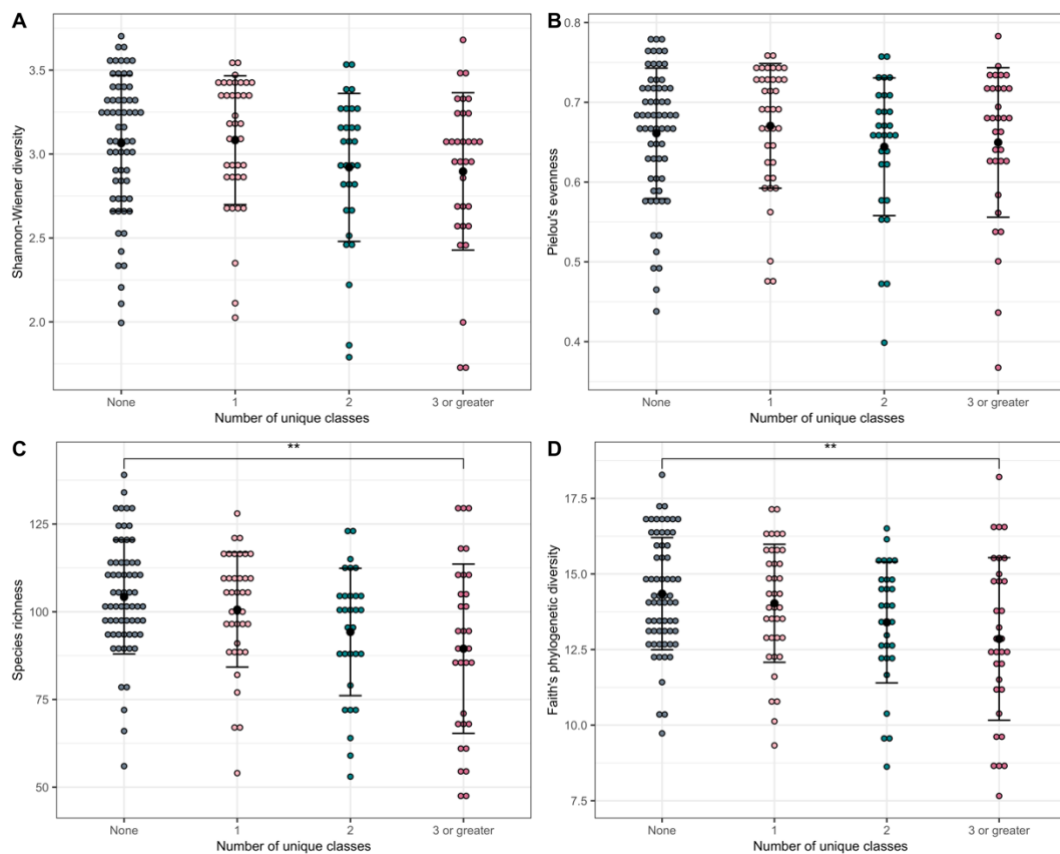 A
Shannon-Wiener diversity
3.5
3.0
2.5
2.0
None
1
2
3 or greater
Number of unique classes
B
Pielou's evenness
0.8
0.7
0.6
0.5
0.4
None
1
2
3 or greater
Number of unique classes
C
**
Species richness
125
100
75
50
None
1
2
3 or greater
Number of unique classes
D
**
Faith's phylogenetic diversity
17.5
15.0
12.5
10.0
7.5
None
1
2
3 or greater
Number of unique classes